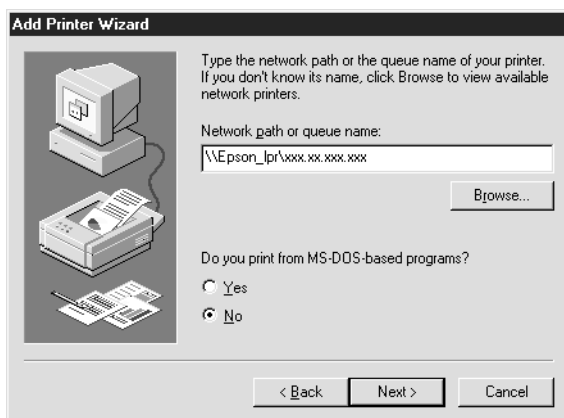 Add Printer Wizard
Type the network path or the queue name of your printer.
If you don't know its name, click Browse to view available
network printers.
Network path or queue name:
\\Epson_lpr\xxx.xx.xxx.xxx
Browse...
Do you print from MS-DOS-based programs?
Yes
No
< Back
Next >
Cancel